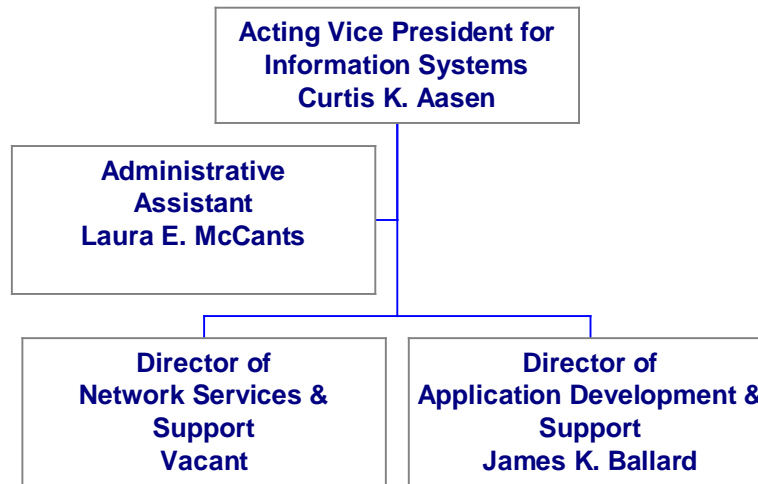 Acting Vice President for
Information Systems
Curtis K. Aasen
Administrative
Assistant
Laura E. McCants
Director of
Network Services &
Support
Vacant
Director of
Application Development &
Support
James K. Ballard